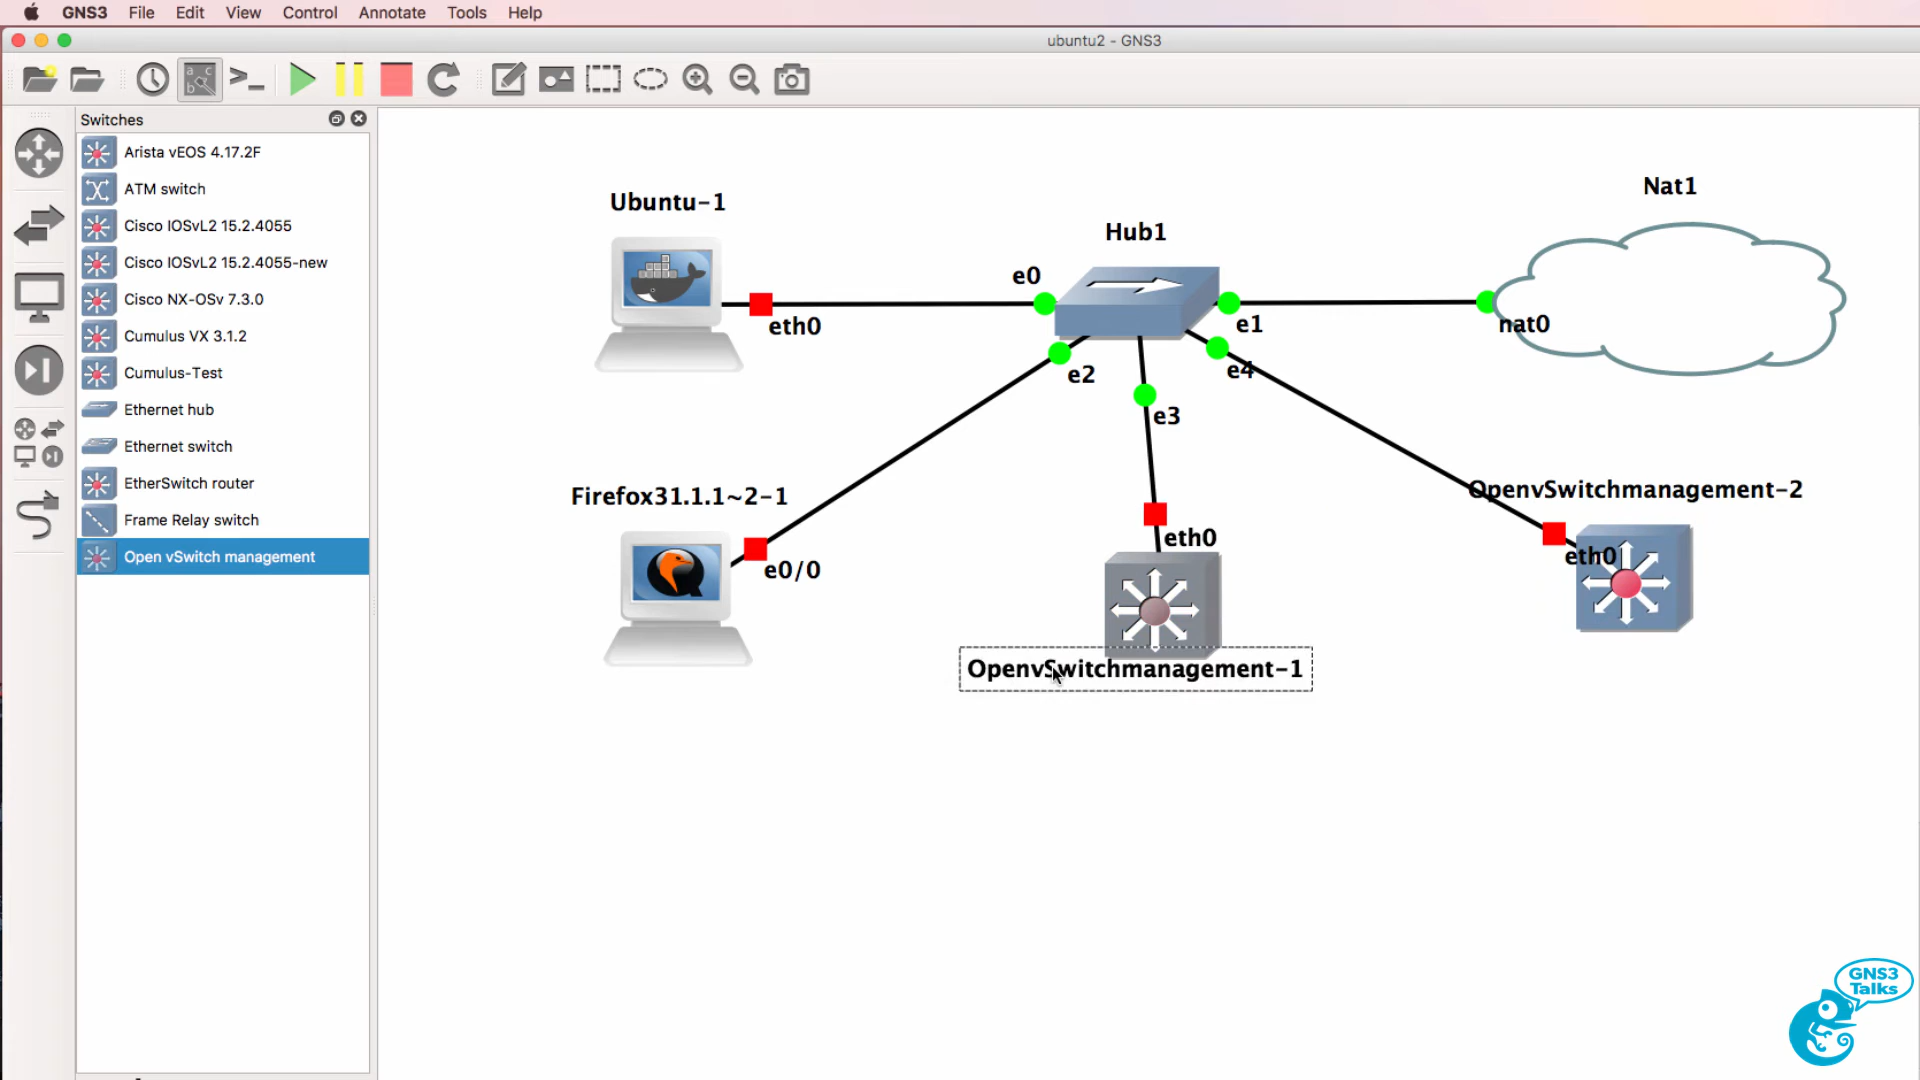 GNS3 File Edit View Control Annotate Tools Help
ubuntu2 - GNS3
Switches
Arista vEOS 4.17.2F
ATM switch
Cisco IOSvL2 15.2.4055
Cisco IOSvL2 15.2.4055-new
Cisco NX-OSv 7.3.0
Cumulus VX 3.1.2
Cumulus-Test
Ethernet hub
Ethernet switch
EtherSwitch router
Frame Relay switch
Open vSwitch management
Nat1
Ubuntu-1
Hub1
e0
eth0
e1
nat0
e2
e4
e3
Firefox31.1.1~2-1
OpenvSwitchmanagement-2
eth0
eth0
e0/0
OpenvSwitchmanagement-1
GNS3
Talks